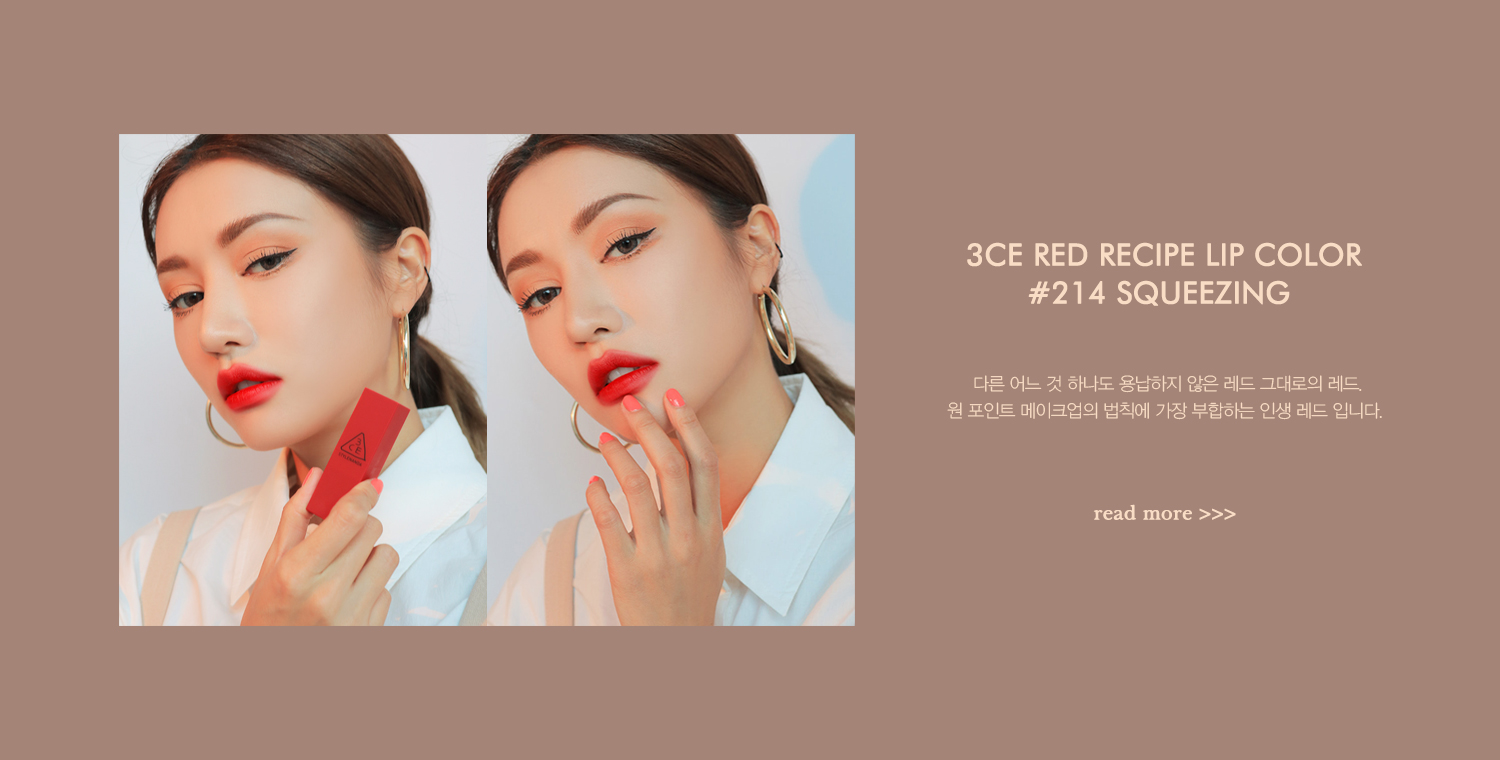 3CE
3CE RED RECIPE LIP COLOR
#214 SQUEEZING
다른 어느 것 하나도 용납하지 않은 레드 그대로의 레드.
원 포인트 메이크업의 법칙에 가장 부합하는 인생 레드 입니다.
read more >>>